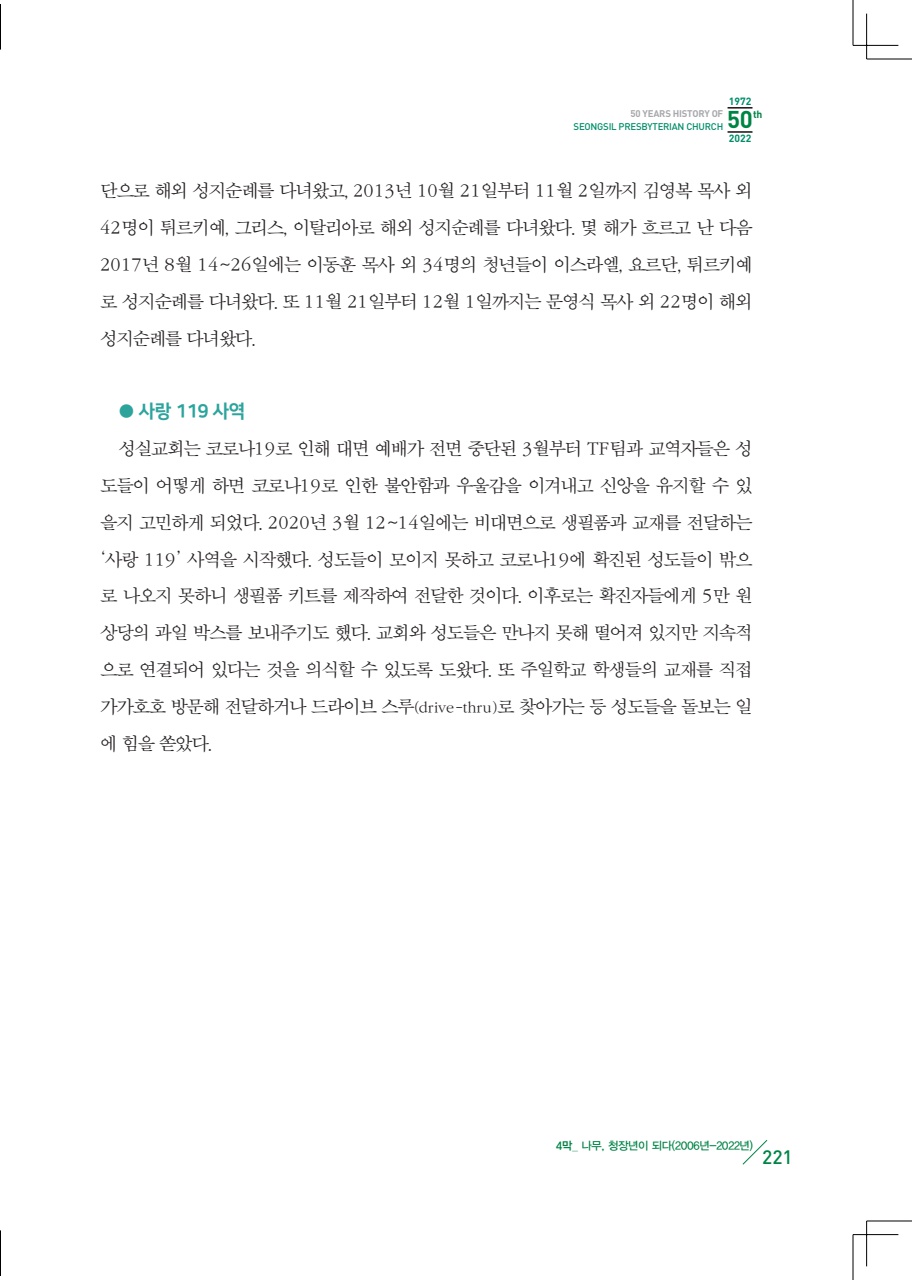 1972
50 YEARS HISTORY OF
SEONGSIL PRESBYTERIAN CHURCH
50th
2022
단으로 해외 성지순례를 다녀왔고, 2013년 10월 21일부터 11월 2일까지 김영복 목사 외
42명이 튀르키예, 그리스, 이탈리아로 해외 성지순례를 다녀왔다. 몇 해가 흐르고 난 다음
2017년 8월 14~26일에는 이동훈 목사 외 34명의 청년들이 이스라엘, 요르단, 튀르키예
로 성지순례를 다녀왔다. 또 11월 21일부터 12월 1일까지는 문영식 목사 외 22명이 해외
성지순례를 다녀왔다.
● 사랑 119 사역
성실교회는 코로나19로 인해 대면 예배가 전면 중단된 3월부터 TF팀과 교역자들은 성
도들이 어떻게 하면 코로나19로 인한 불안함과 우울감을 이겨내고 신앙을 유지할 수 있
을지 고민하게 되었다. 2020년 3월 12~14일에는 비대면으로 생필품과 교재를 전달하는
‘사랑 119’ 사역을 시작했다. 성도들이 모이지 못하고 코로나19에 확진된 성도들이 밖으
로 나오지 못하니 생필품 키트를 제작하여 전달한 것이다. 이후로는 확진자들에게 5만 원
상당의 과일 박스를 보내주기도 했다. 교회와 성도들은 만나지 못해 떨어져 있지만 지속적
으로 연결되어 있다는 것을 의식할 수 있도록 도왔다. 또 주일학교 학생들의 교재를 직접
가가호호 방문해 전달하거나 드라이브 스루(drive-thru)로 찾아가는 등 성도들을 돌보는 일
에 힘을 쏟았다.
4막_ 나무, 청장년이 되다(2006년-2022년)
221